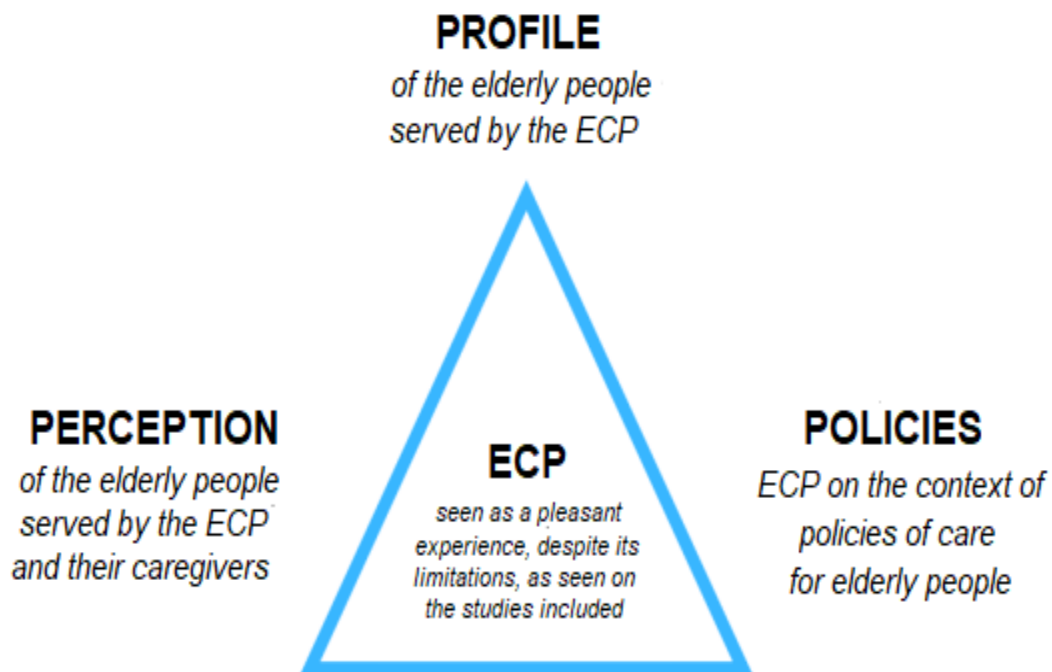 PROFILE
of the elderly people
served by the ECP
PERCEPTION
of the elderly people
served by the ECP
and their caregivers
ECP
seen as a pleasant
experience, despite its
limitations, as seen on
the studies included
POLICIES
ECP on the context of
policies of care
for elderly people